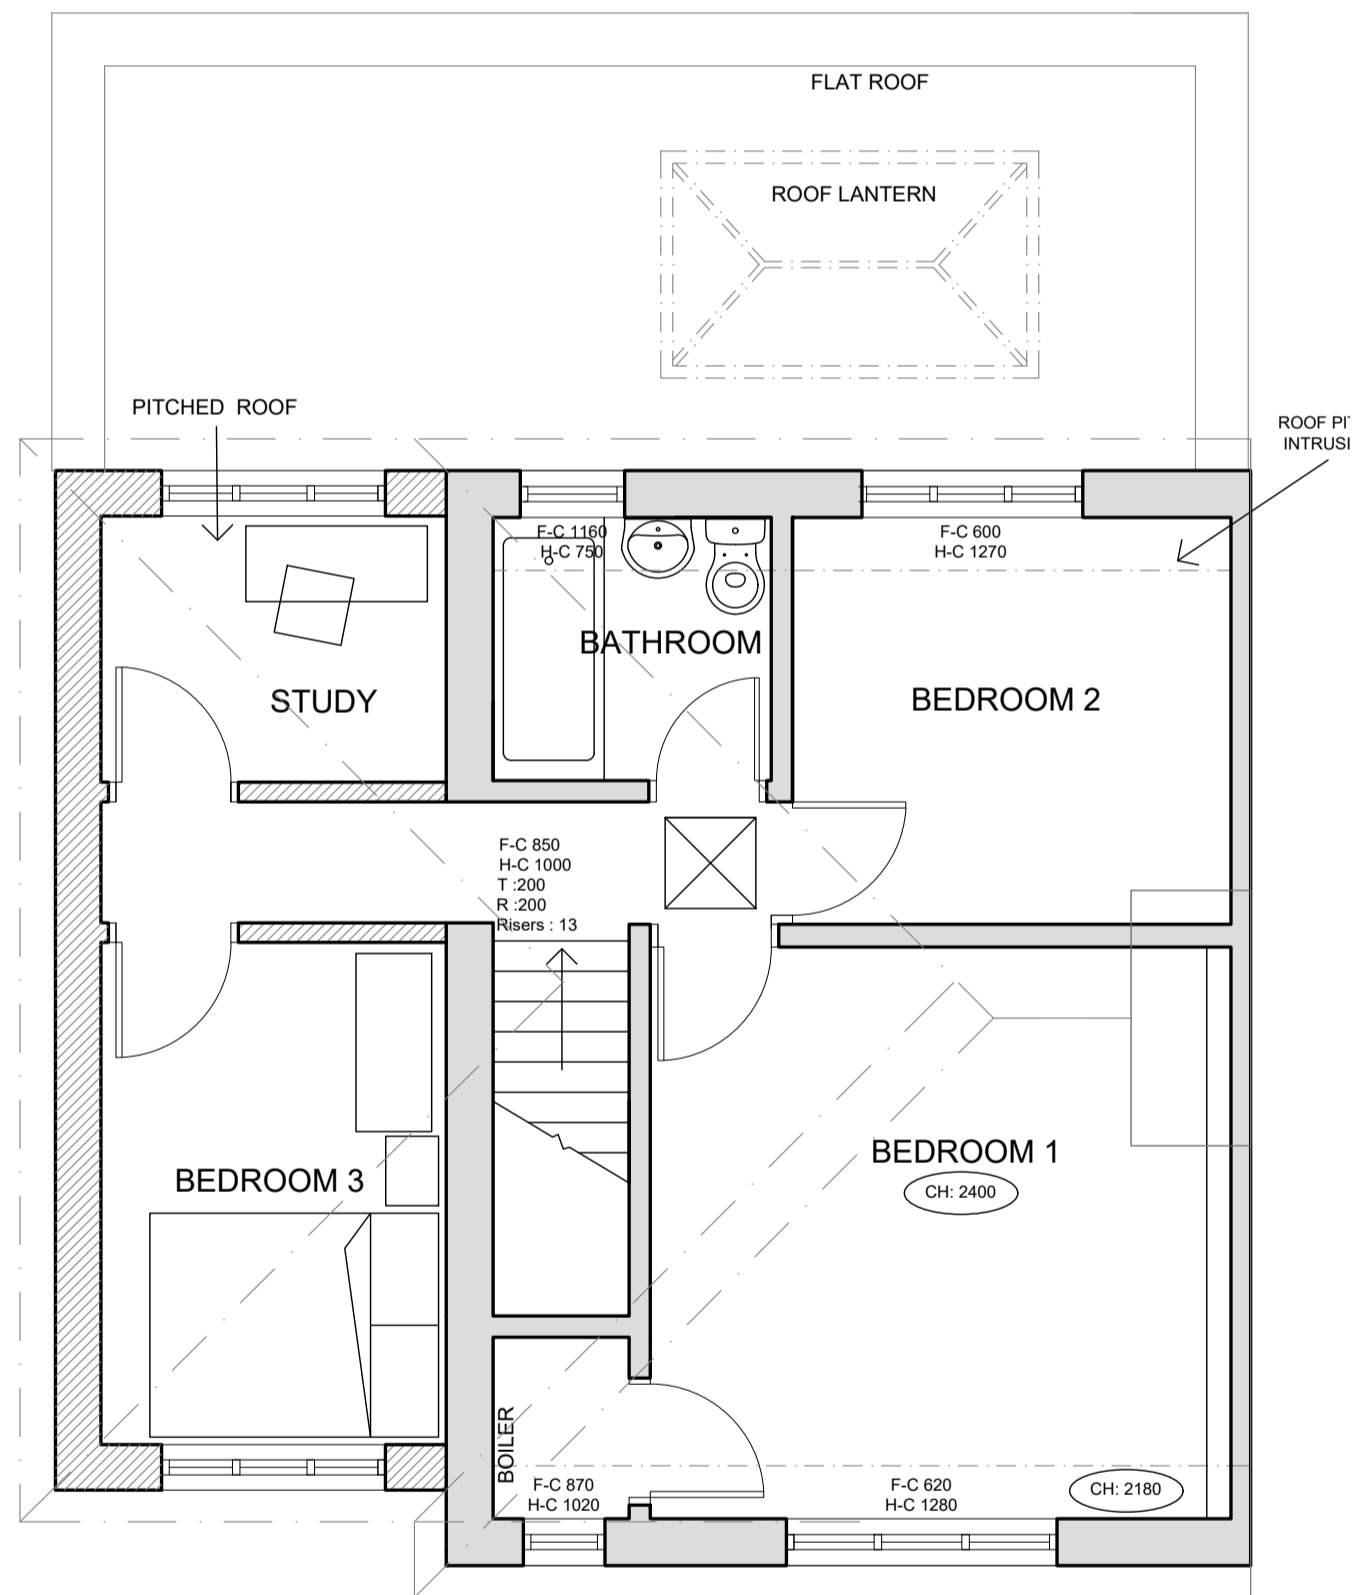 FLAT ROOF
ROOF LANTERN
PITCHED ROOF
ROOF PI
INTRUSI
F-C 1160
H-C 750
F-C 600
H-C 1270
BATHROOM
STUDY
BEDROOM 2
F-C 850
H-C 1000
T :200
R :200
Risers : 13
BEDROOM 1
CH: 2400
BEDROOM 3
BOILER
F-C 870
H-C 1020
F-C 620
H-C 1280
CH: 2180